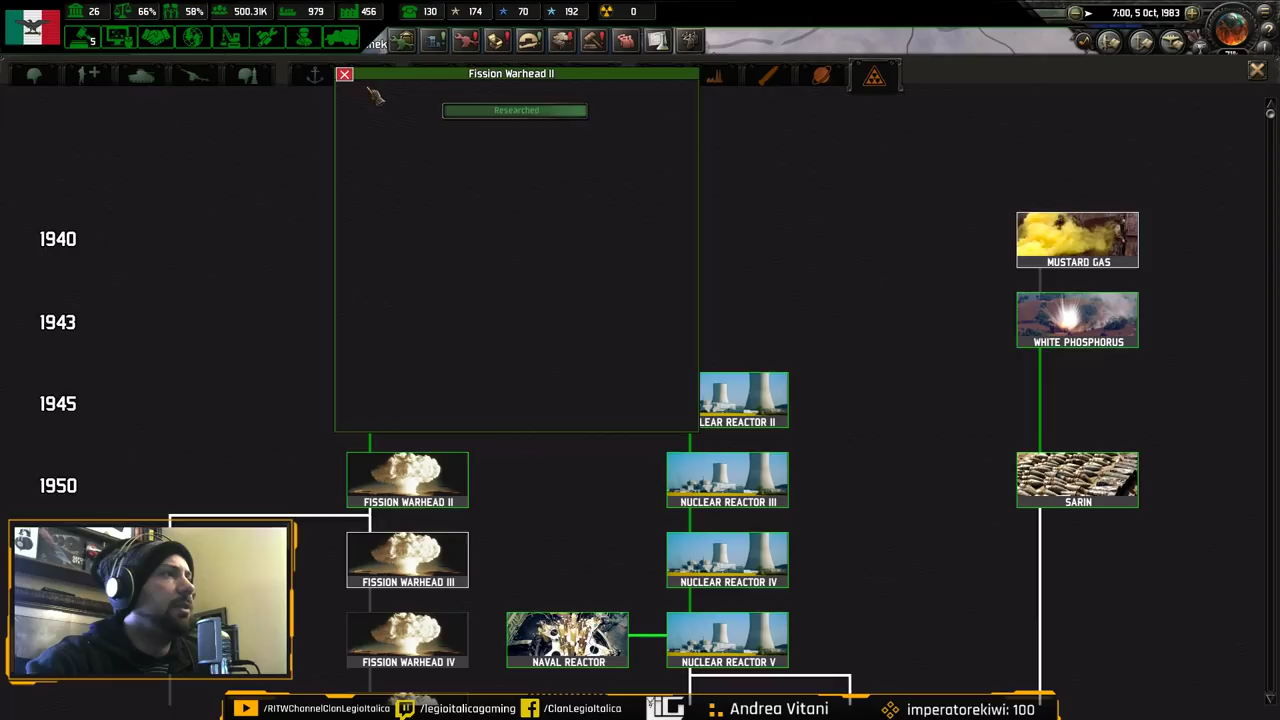 26 66% 58% 500.31K 979 456 130 174 70 192 0 7:00, 5 Oct, 1983
5
Fission Warhead II
Researched
1940
MUSTARD GAS
1943
WHITE PHOSPHORUS
1945
LEAR REACTOR II
1950
FISSION WARHEAD II
NUCLEAR REACTOR III
SARIN
FISSION WARHEAD III
NUCLEAR REACTOR IV
FISSION WARHEAD IV
NAVAL REACTOR
NUCLEAR REACTOR V
/RITWChannelClanLegioItalica
/legioitalicagaming
/ClanLegioItalica
Andrea Vitani
imperatorekiwi: 100